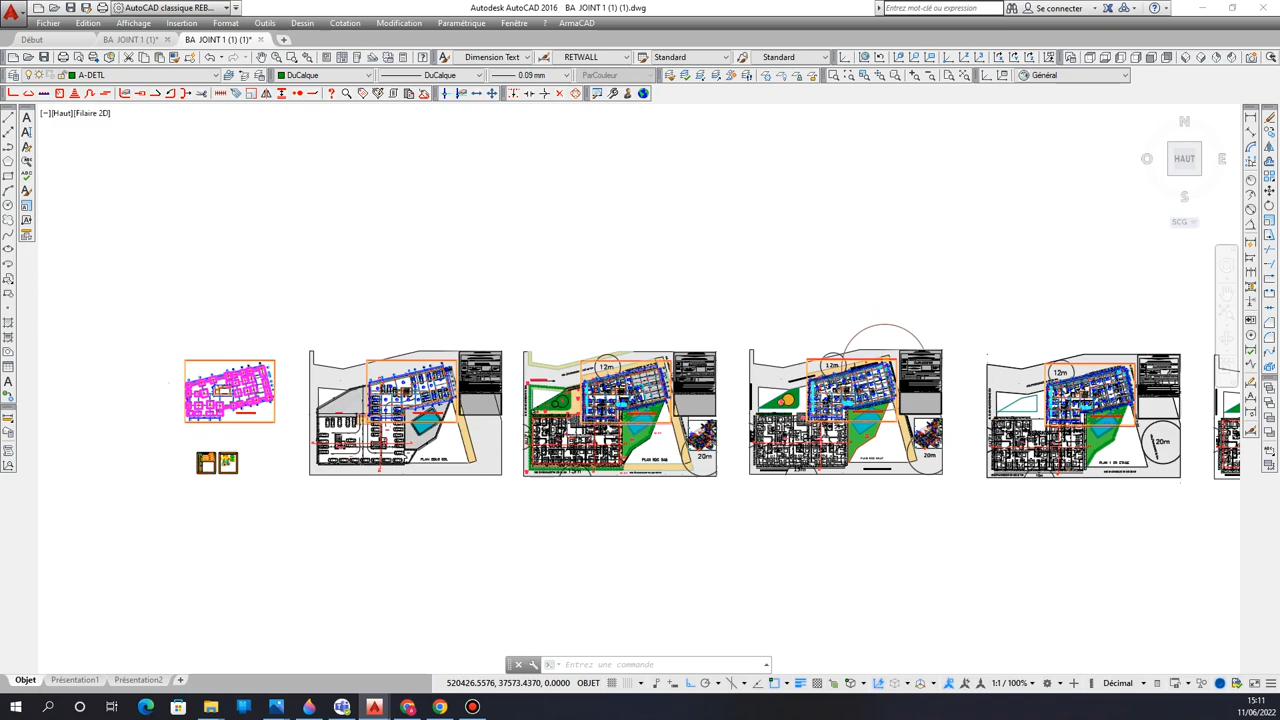 Autodesk AutoCAD 2016   BA JOINT 1 (1) (1).dwg
AutoCAD classique REB...
Entrez mot-clé ou expression
Se connecter
Fichier Edition Affichage Insertion Format Outils Dessin Cotation Modification Paramétrique Fenêtre ? ArmaCAD
Début BA JOINT 1 (1)* BA JOINT 1 (1) (1)*
Dimension Text RETWALL Standard Standard
A-DETL DuCalque DuCalque 0.09 mm ParCouleur Général
[−][Haut][Filaire 2D]
N
O HAUT E
S
SCG
12m 12m 12m
20m 20m 20m
Entrez une commande
Objet Présentation1 Présentation2
520426.5576, 37573.4370, 0.0000 OBJET 1:1 / 100% Décimal
15:11
11/06/2022